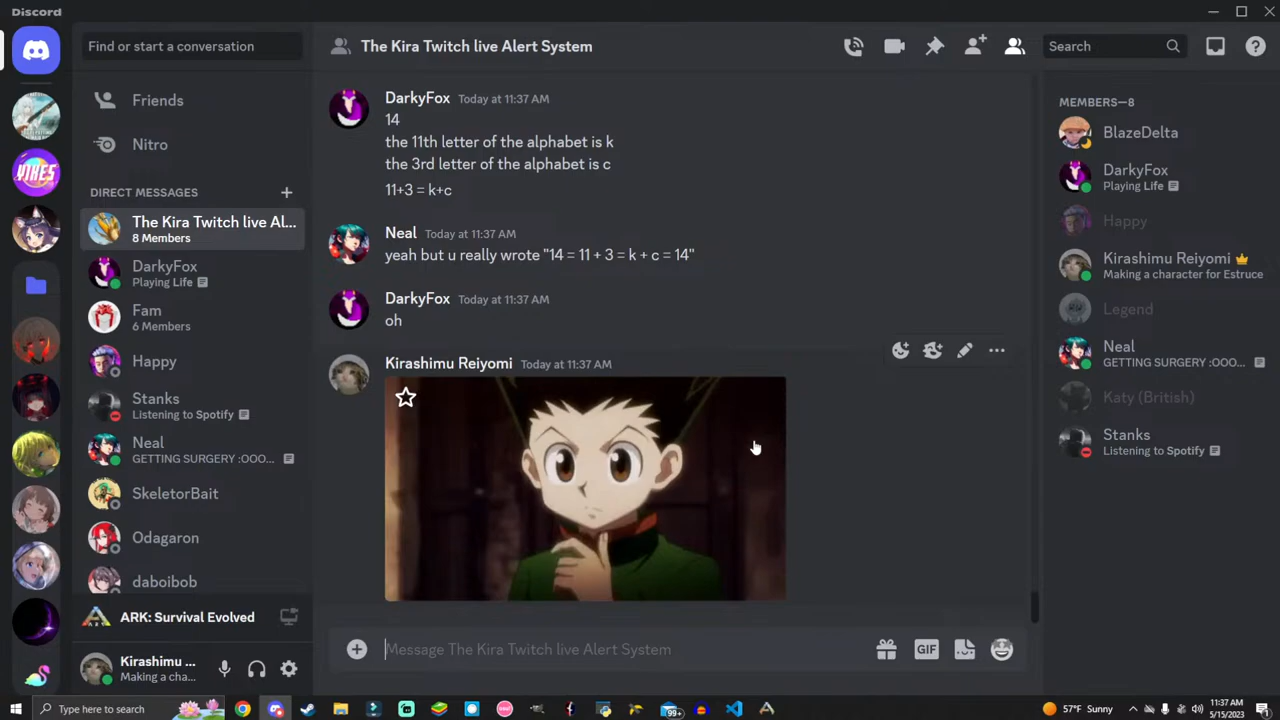 Discord
Find or start a conversation
Friends
Nitro
DIRECT MESSAGES
The Kira Twitch live Al...
8 Members
DarkyFox
Playing Life
Fam
6 Members
Happy
Stanks
Listening to Spotify
Neal
GETTING SURGERY :OOO...
SkeletorBait
Odagaron
daboibob
ARK: Survival Evolved
Kirashimu ...
Making a cha...
YIKES
The Kira Twitch live Alert System
Search
DarkyFox Today at 11:37 AM
14
the 11th letter of the alphabet is k
the 3rd letter of the alphabet is c
11+3 = k+c
Neal Today at 11:37 AM
yeah but u really wrote "14 = 11 + 3 = k + c = 14"
DarkyFox Today at 11:37 AM
oh
Kirashimu Reiyomi Today at 11:37 AM
GIF
Message The Kira Twitch live Alert System
MEMBERS—8
BlazeDelta
DarkyFox
Playing Life
Happy
Kirashimu Reiyomi
Making a character for Estruce
Legend
Neal
GETTING SURGERY :OOO...
Katy (British)
Stanks
Listening to Spotify
Type here to search
99+
57°F Sunny
11:37 AM
5/15/2023
1